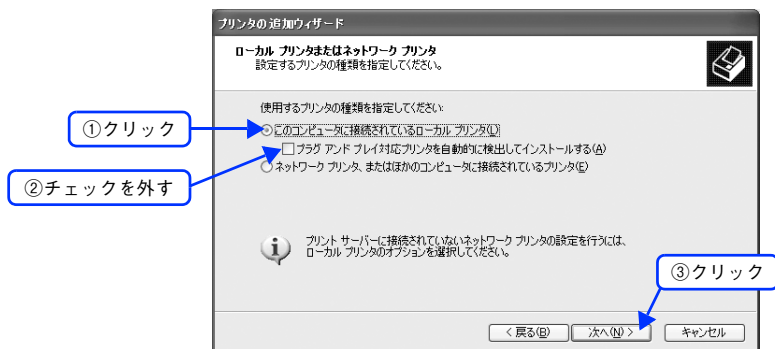 プリンタの追加ウィザード
ローカル プリンタまたはネットワーク プリンタ
設定するプリンタの種類を指定してください。
使用するプリンタの種類を指定してください:
①クリック
このコンピュータに接続されているローカル プリンタ(L)
プラグ アンド プレイ対応プリンタを自動的に検出してインストールする(A)
②チェックを外す
ネットワーク プリンタ、またはほかのコンピュータに接続されているプリンタ(E)
プリント サーバーに接続されていないネットワーク プリンタの設定を行うには、
ローカル プリンタのオプションを選択してください。
③クリック
< 戻る(B)
次へ(N) >
キャンセル